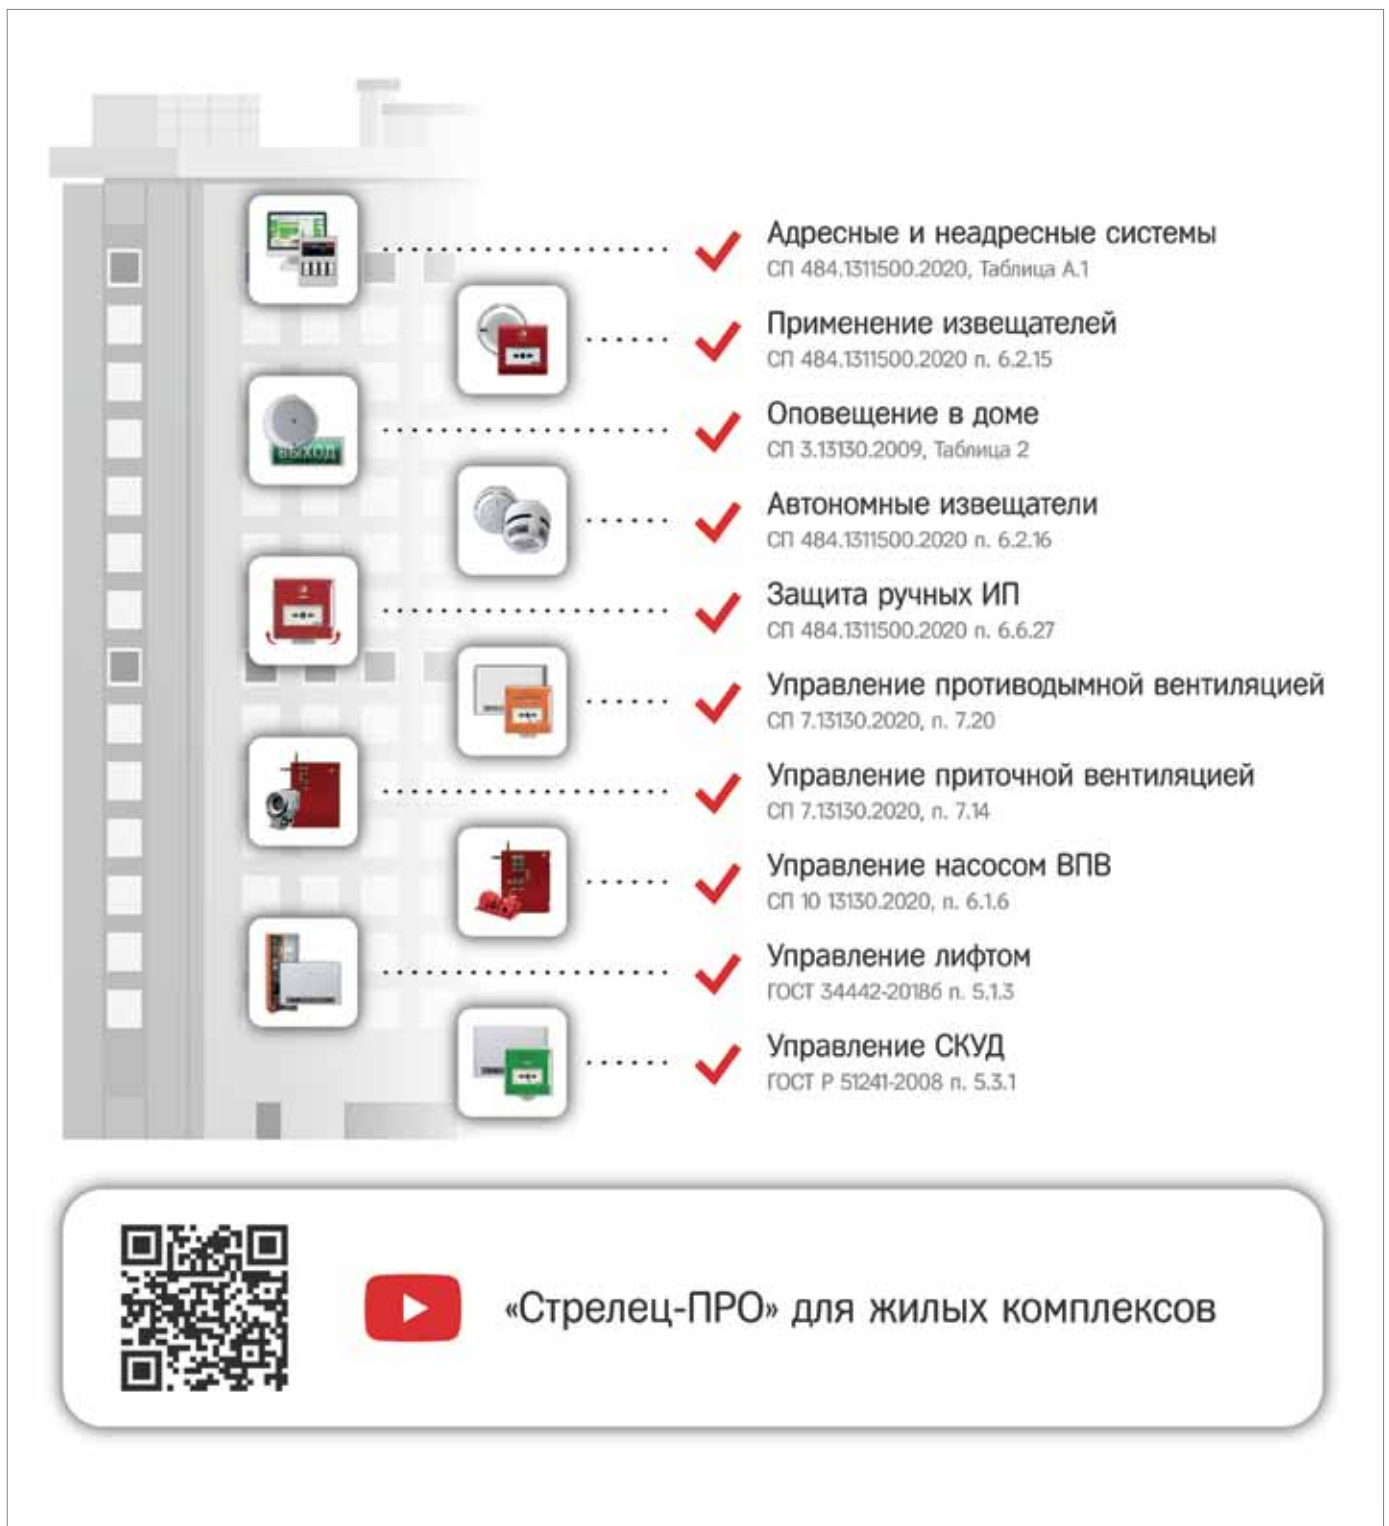 Адресные и неадресные системы
СП 484.1311500.2020, Таблица А.1
Применение извещателей
СП 484.1311500.2020 п. 6.2.15
Оповещение в доме
СП 3.13130.2009, Таблица 2
ВЫХОД
Автономные извещатели
СП 484.1311500.2020 п. 6.2.16
Защита ручных ИП
СП 484.1311500.2020 п. 6.6.27
Управление противодымной вентиляцией
СП 7.13130.2020, п. 7.20
Управление приточной вентиляцией
СП 7.13130.2020, п. 7.14
Управление насосом ВПВ
СП 10 13130.2020, п. 6.1.6
Управление лифтом
ГОСТ 34442-2018б п. 5.1.3
Управление СКУД
ГОСТ Р 51241-2008 п. 5.3.1
«Стрелец-ПРО» для жилых комплексов